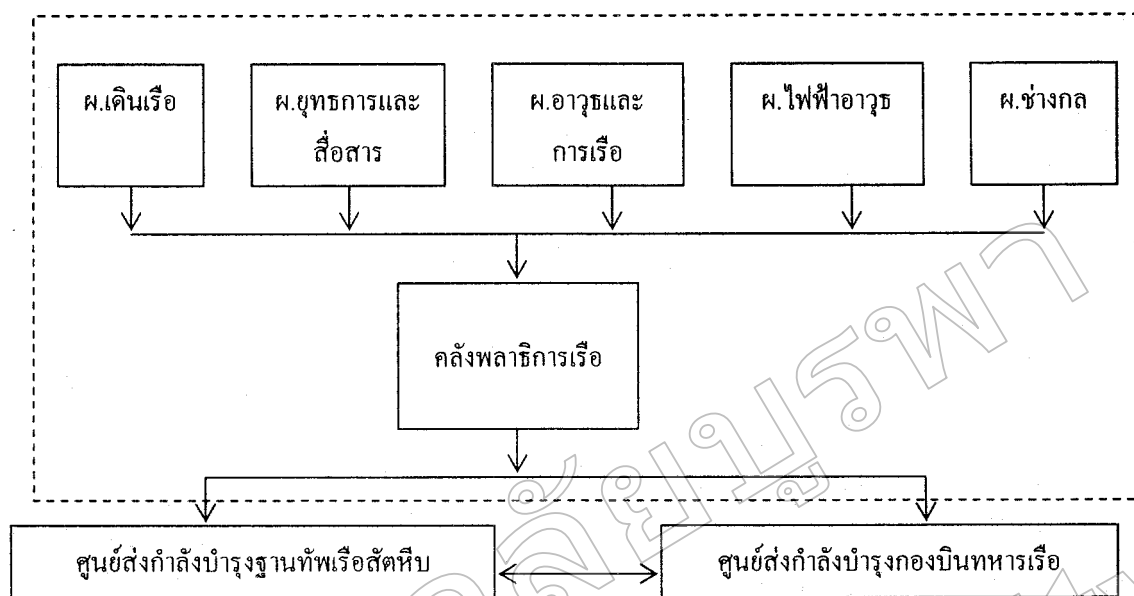 ผ.เดินเรือ
ผ.ยุทธการและ
สื่อสาร
ผ.อาวุธและ
การเรือ
ผ.ไฟฟ้าอาวุธ
ผ.ช่างกล
คลังพลาธิการเรือ
ศูนย์ส่งกำลังบำรุงฐานทัพเรือสัตหีบ
ศูนย์ส่งกำลังบำรุงกองบินทหารเรือ
ลัยบูรพา